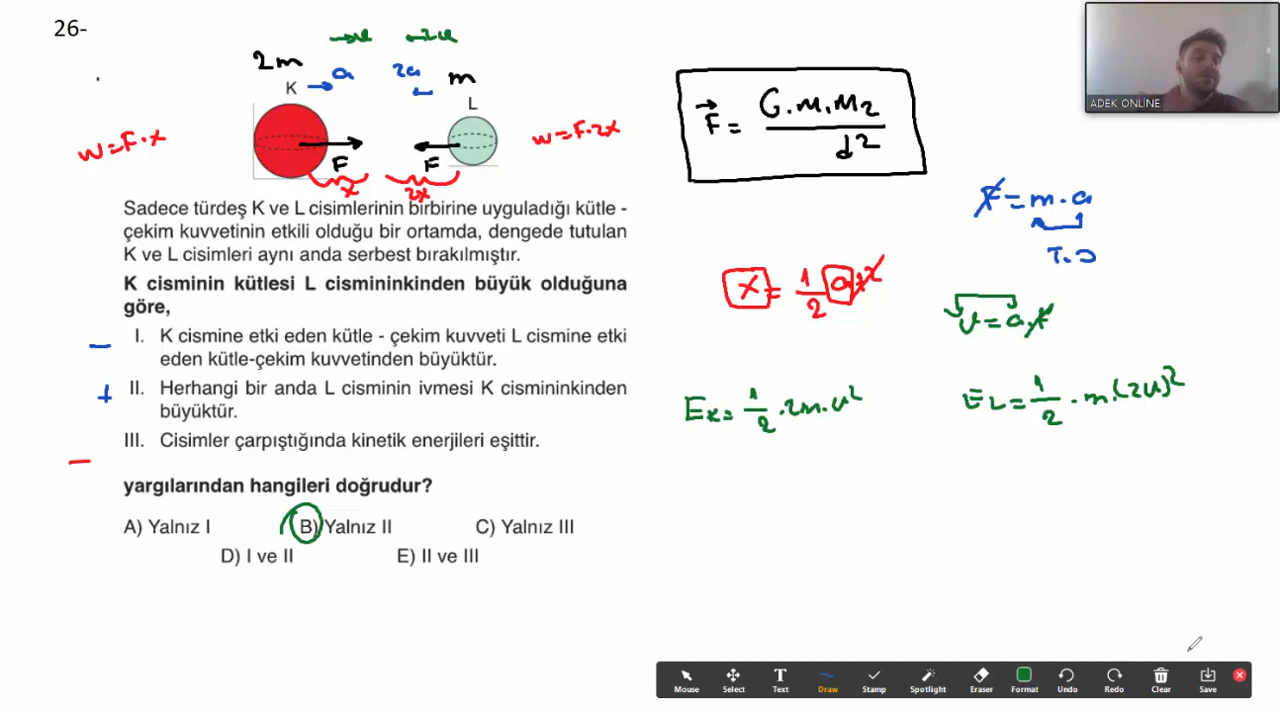 26-
→ v ← 2v
2m
K → a 2a ← m
L
ADEK ONLİNE
W=F.x
F F
W=F.2x
x 2x
F = G.m₁.m₂ / d²
Sadece türdeş K ve L cisimlerinin birbirine uyguladığı kütle -
çekim kuvvetinin etkili olduğu bir ortamda, dengede tutulan
K ve L cisimleri aynı anda serbest bırakılmıştır.
K cisminin kütlesi L cismininkinden büyük olduğuna
göre,
I. K cismine etki eden kütle - çekim kuvveti L cismine etki
eden kütle-çekim kuvvetinden büyüktür.
II. Herhangi bir anda L cisminin ivmesi K cismininkinden
büyüktür.
III. Cisimler çarpıştığında kinetik enerjileri eşittir.
yargılarından hangileri doğrudur?
A) Yalnız I B) Yalnız II C) Yalnız III
D) I ve II E) II ve III
F = m.a
T.O
x = 1/2 a t²
v = a.t
EK = 1/2 . 2m.v²
EL = 1/2 . m.(2v)²
Mouse Select Text Draw Stamp Spotlight Eraser Format Undo Redo Clear Save